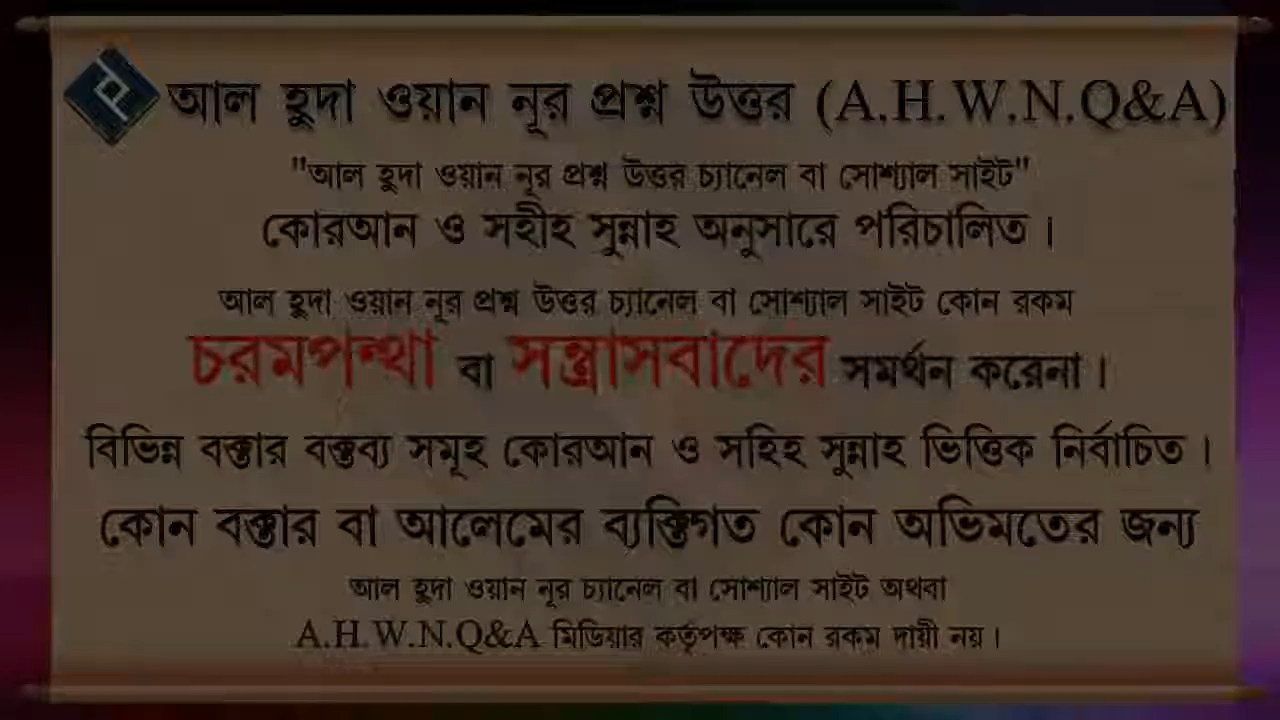 আল হুদা ওয়ান নূর প্রশ্ন উত্তর (A.H.W.N.Q&A)
"আল হুদা ওয়ান নূর প্রশ্ন উত্তর চ্যানেল বা সোশ্যাল সাইট"
কোরআন ও সহীহ সুন্নাহ অনুসারে পরিচালিত।
আল হুদা ওয়ান নূর প্রশ্ন উত্তর চ্যানেল বা সোশ্যাল সাইট কোন রকম
চরমপন্থা বা সন্ত্রাসবাদের সমর্থন করেনা।
বিভিন্ন বক্তার বক্তব্য সমূহ কোরআন ও সহিহ সুন্নাহ ভিত্তিক নির্বাচিত।
কোন বক্তার বা আলেমের ব্যক্তিগত কোন অভিমতের জন্য
আল হুদা ওয়ান নূর চ্যানেল বা সোশ্যাল সাইট অথবা
A.H.W.N.Q&A মিডিয়ার কর্তৃপক্ষ কোন রকম দায়ী নয়।